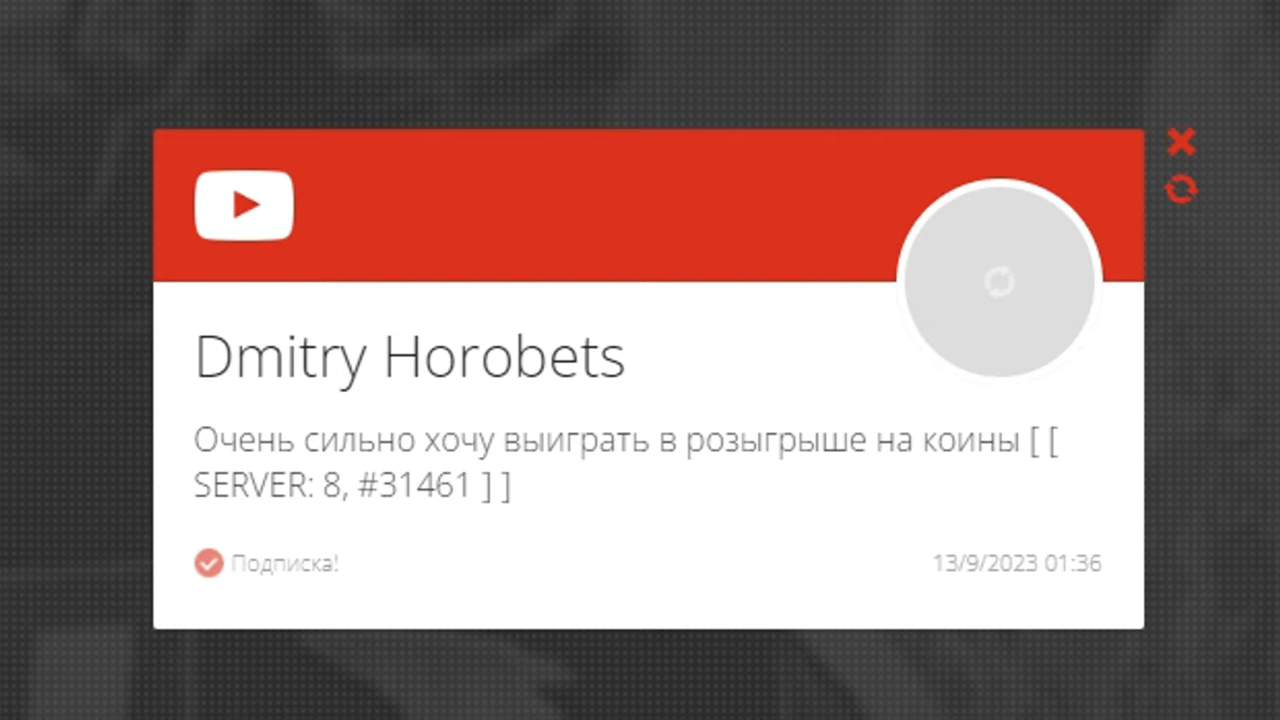 Dmitry Horobets
Очень сильно хочу выиграть в розыгрыше на коины [ [
SERVER: 8, #31461 ] ]
Подписка!
13/9/2023 01:36